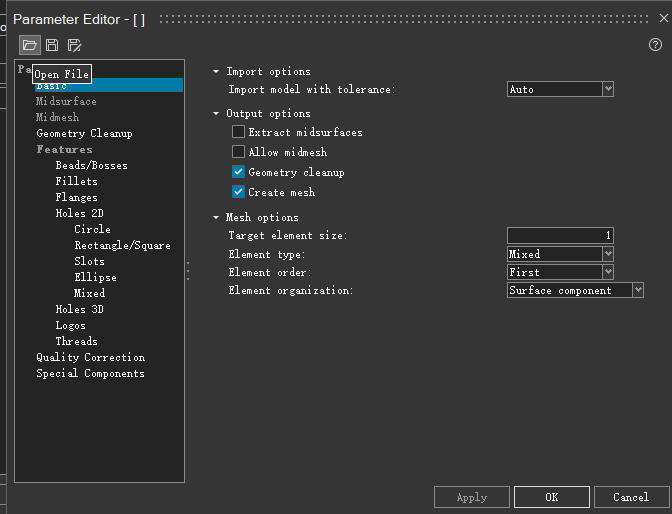 Parameter Editor - [ ]
Pa
Open File
Basic
Midsurface
Midmesh
Geometry Cleanup
Features
Beads/Bosses
Fillets
Flanges
Holes 2D
Circle
Rectangle/Square
Slots
Ellipse
Mixed
Holes 3D
Logos
Threads
Quality Correction
Special Components
Import options
Import model with tolerance: Auto
Output options
Extract midsurfaces
Allow midmesh
Geometry cleanup
Create mesh
Mesh options
Target element size: 1
Element type: Mixed
Element order: First
Element organization: Surface component
Apply OK Cancel